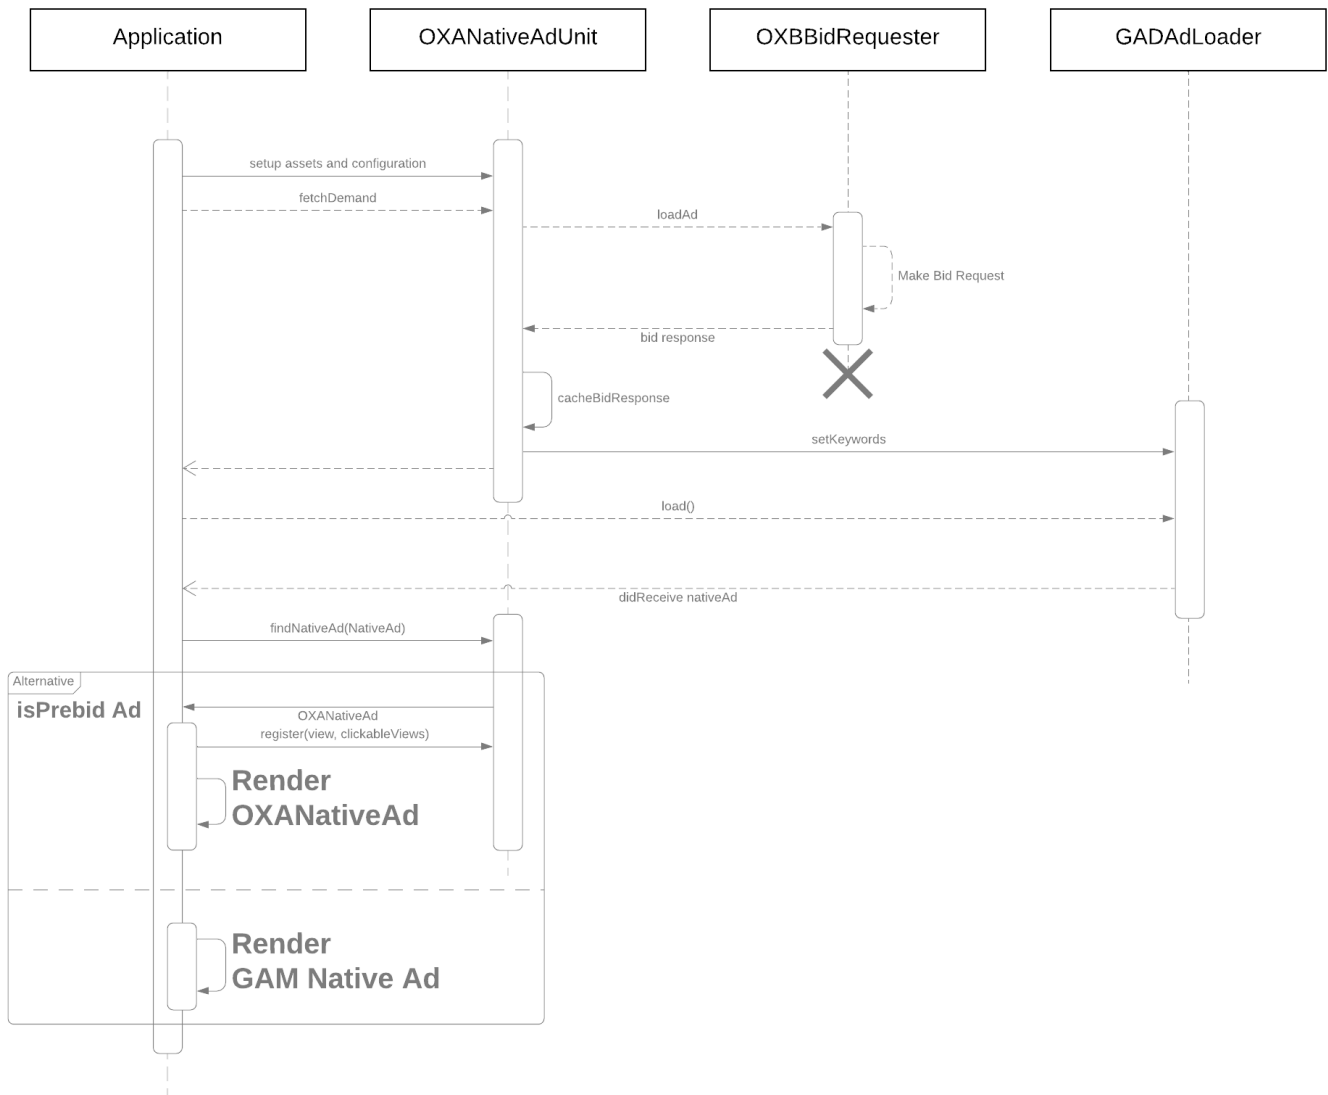 Application
OXANativeAdUnit
OXBBidRequester
GADAdLoader
setup assets and configuration
fetchDemand
loadAd
Make Bid Request
bid response
cacheBidResponse
setKeywords
load()
didReceive nativeAd
findNativeAd(NativeAd)
Alternative
isPrebid Ad
OXANativeAd
register(view, clickableViews)
Render
OXANativeAd
Render
GAM Native Ad